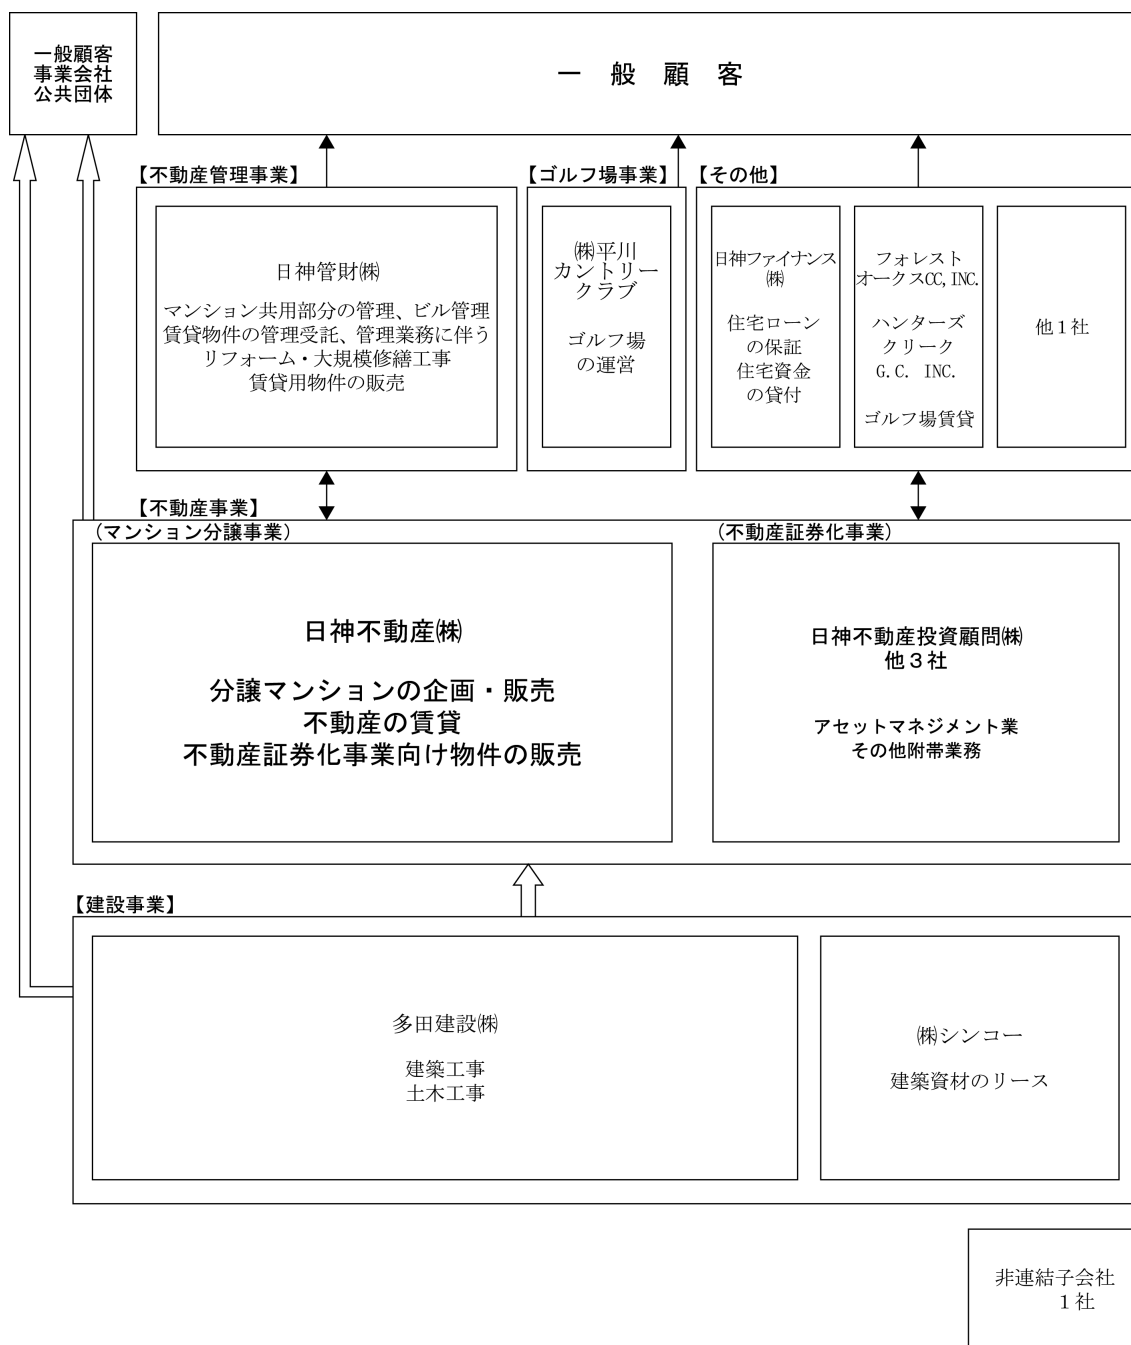 一般顧客
事業会社
公共団体
一般顧客
【不動産管理事業】
【ゴルフ場事業】
【その他】
日神管財㈱
マンション共用部分の管理、ビル管理
賃貸物件の管理受託、管理業務に伴う
リフォーム・大規模修繕工事
賃貸用物件の販売
㈱平川
カントリー
クラブ
ゴルフ場
の運営
日神ファイナンス
㈱
住宅ローン
の保証
住宅資金
の貸付
フォレスト
オークスCC, INC.
ハンターズ
クリーク
G.C. INC.
ゴルフ場賃貸
他1社
【不動産事業】
(マンション分譲事業)
日神不動産㈱
分譲マンションの企画・販売
不動産の賃貸
不動産証券化事業向け物件の販売
(不動産証券化事業)
日神不動産投資顧問㈱
他3社
アセットマネジメント業
その他附帯業務
【建設事業】
多田建設㈱
建築工事
土木工事
㈱シンコー
建築資材のリース
非連結子会社
1社